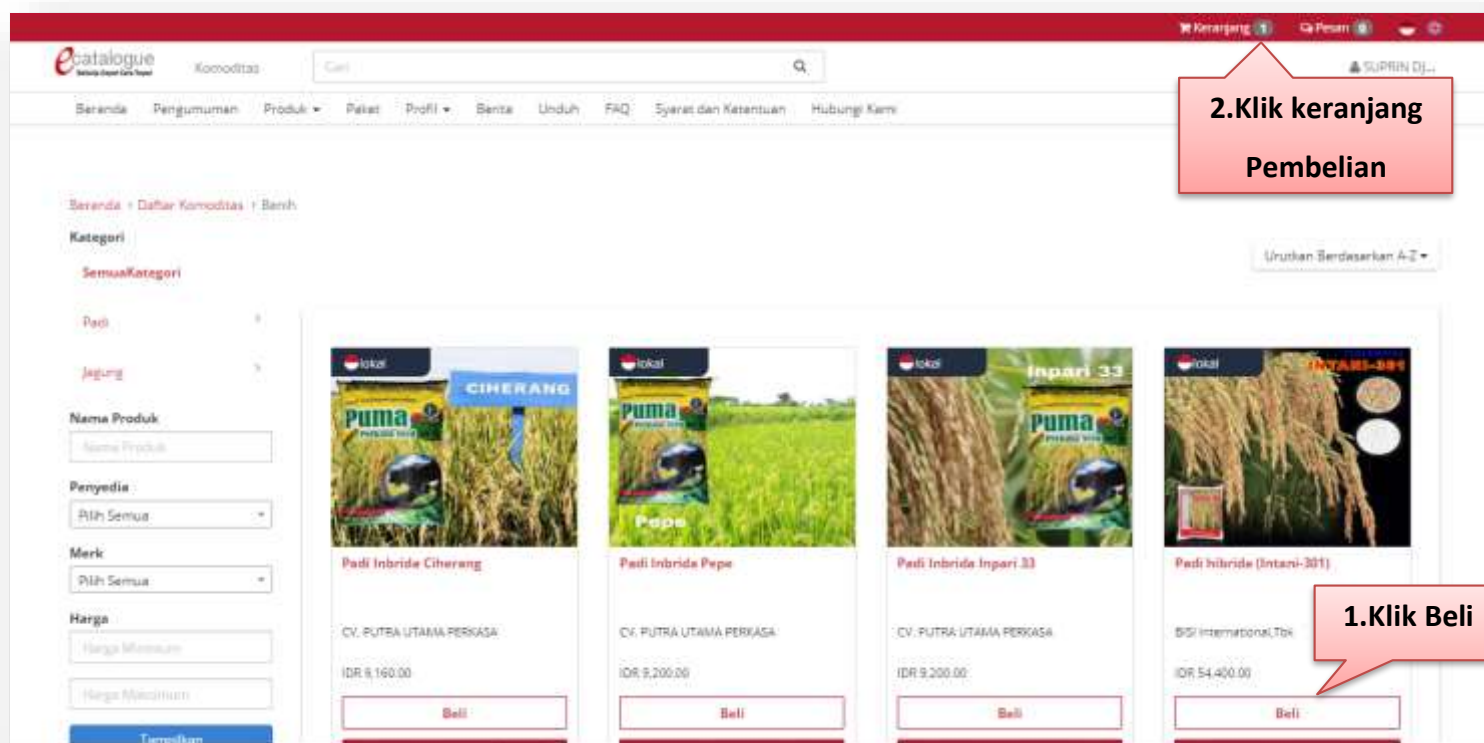 Keranjang 1 Pesan 0
ecatalogue Komoditas Cari SUPRIN DJ...
Beranda Pengumuman Produk Paket Profil Berita Unduh FAQ Syarat dan Ketentuan Hubungi Kami
2.Klik keranjang
Pembelian
Beranda Daftar Komoditas Benih
Kategori
Urutkan Berdasarkan A-Z
SemuaKategori
Padi
Jagung
Nama Produk
Nama Produk
Penyedia
Pilih Semua
Merk
Pilih Semua
Harga
Harga Minimum
Harga Maksimum
Tampilkan
lokal
CIHERANG
Puma
Padi Inbrida Ciherang
CV. PUTRA UTAMA PERKASA
IDR 9,160.00
Beli
lokal
Puma
Pepe
Padi Inbrida Pepe
CV. PUTRA UTAMA PERKASA
IDR 9,200.00
Beli
lokal
Inpari 33
Puma
Padi Inbrida Inpari 33
CV. PUTRA UTAMA PERKASA
IDR 9,200.00
Beli
lokal
INTANI-301
Padi hibrida (Intani-301)
BISI International,Tbk
IDR 54,400.00
1.Klik Beli
Beli